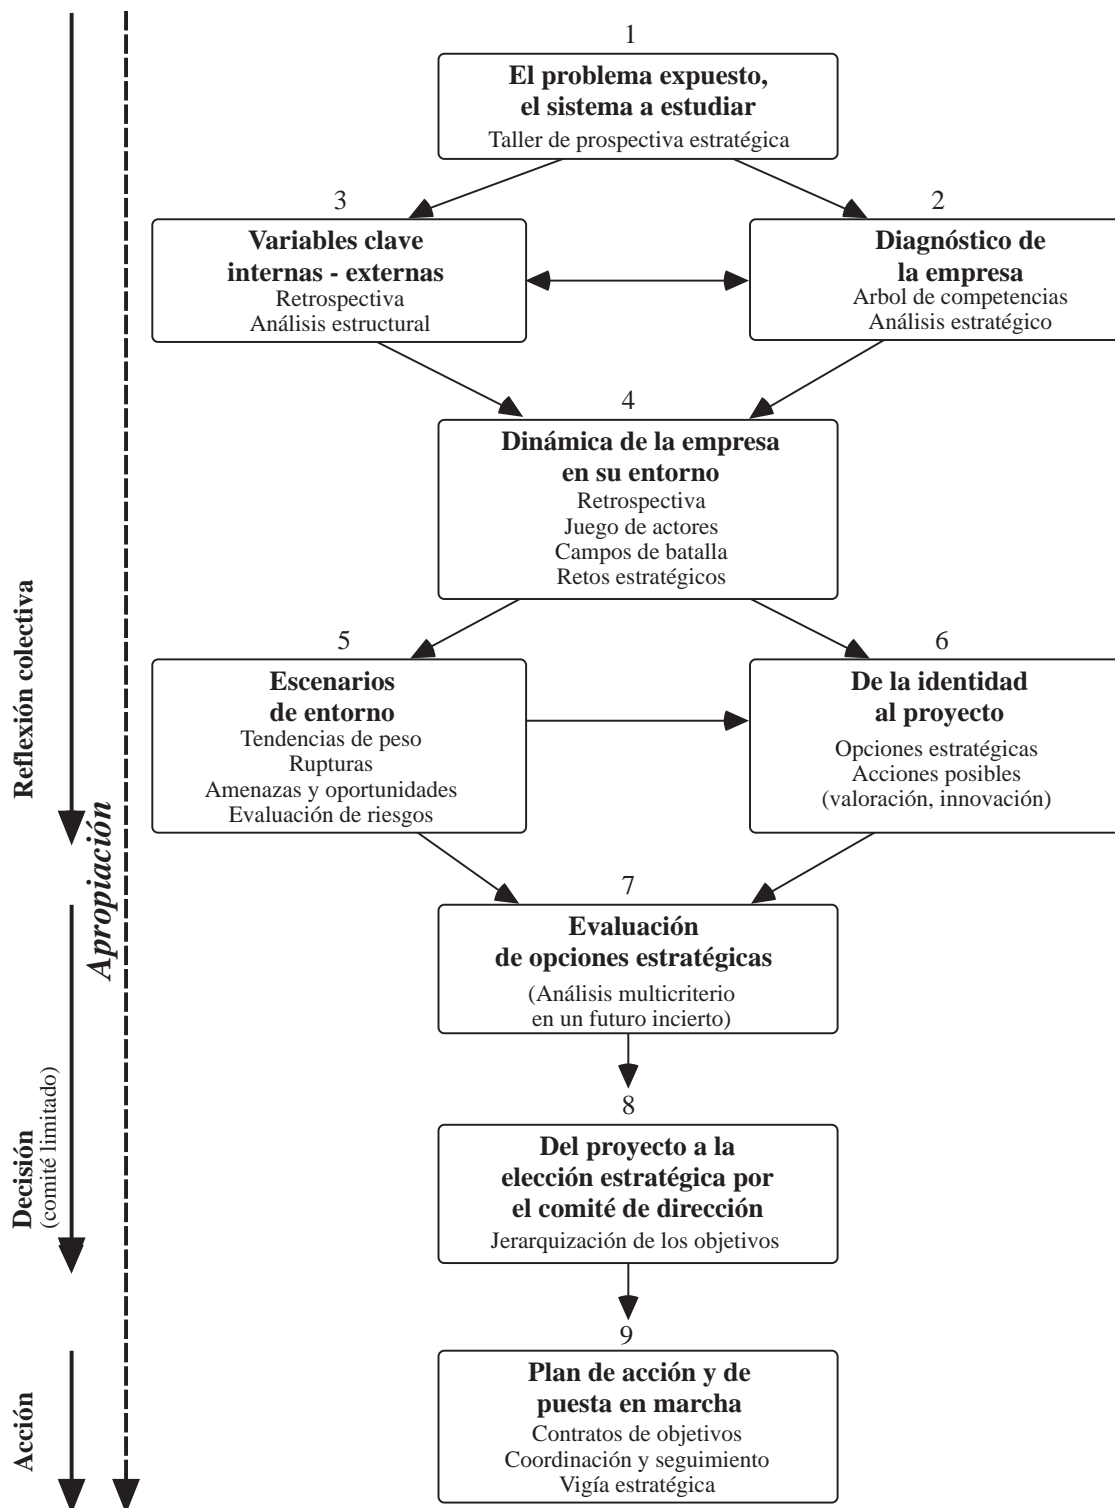 1
El problema expuesto,
el sistema a estudiar
Taller de prospectiva estratégica
3
Variables clave
internas - externas
Retrospectiva
Análisis estructural
2
Diagnóstico de
la empresa
Arbol de competencias
Análisis estratégico
4
Dinámica de la empresa
en su entorno
Retrospectiva
Juego de actores
Campos de batalla
Retos estratégicos
5
Escenarios
de entorno
Tendencias de peso
Rupturas
Amenazas y oportunidades
Evaluación de riesgos
6
De la identidad
al proyecto
Opciones estratégicas
Acciones posibles
(valoración, innovación)
7
Evaluación
de opciones estratégicas
(Análisis multicriterio
en un futuro incierto)
8
Del proyecto a la
elección estratégica por
el comité de dirección
Jerarquización de los objetivos
9
Plan de acción y de
puesta en marcha
Contratos de objetivos
Coordinación y seguimiento
Vigía estratégica
Reflexión colectiva
Apropiación
Decisión
(comité limitado)
Acción